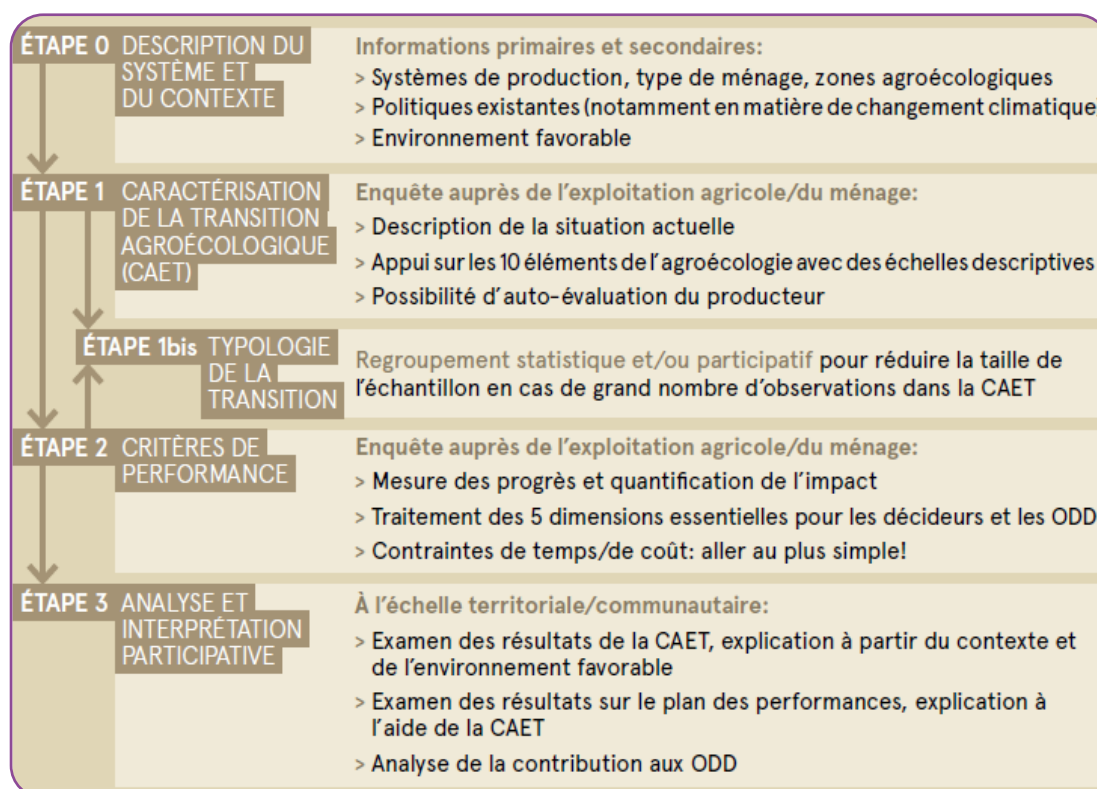 ÉTAPE 0 DESCRIPTION DU
SYSTÈME ET
DU CONTEXTE
Informations primaires et secondaires:
> Systèmes de production, type de ménage, zones agroécologiques
> Politiques existantes (notamment en matière de changement climatique)
> Environnement favorable
ÉTAPE 1 CARACTÉRISATION
DE LA TRANSITION
AGROÉCOLOGIQUE
(CAET)
Enquête auprès de l'exploitation agricole/du ménage:
> Description de la situation actuelle
> Appui sur les 10 éléments de l'agroécologie avec des échelles descriptives
> Possibilité d'auto-évaluation du producteur
ÉTAPE 1bis TYPOLOGIE
DE LA
TRANSITION
Regroupement statistique et/ou participatif pour réduire la taille de
l'échantillon en cas de grand nombre d'observations dans la CAET
ÉTAPE 2 CRITÈRES DE
PERFORMANCE
Enquête auprès de l'exploitation agricole/du ménage:
> Mesure des progrès et quantification de l'impact
> Traitement des 5 dimensions essentielles pour les décideurs et les ODD
> Contraintes de temps/de coût: aller au plus simple!
ÉTAPE 3 ANALYSE ET
INTERPRÉTATION
PARTICIPATIVE
À l'échelle territoriale/communautaire:
> Examen des résultats de la CAET, explication à partir du contexte et
de l'environnement favorable
> Examen des résultats sur le plan des performances, explication à
l'aide de la CAET
> Analyse de la contribution aux ODD